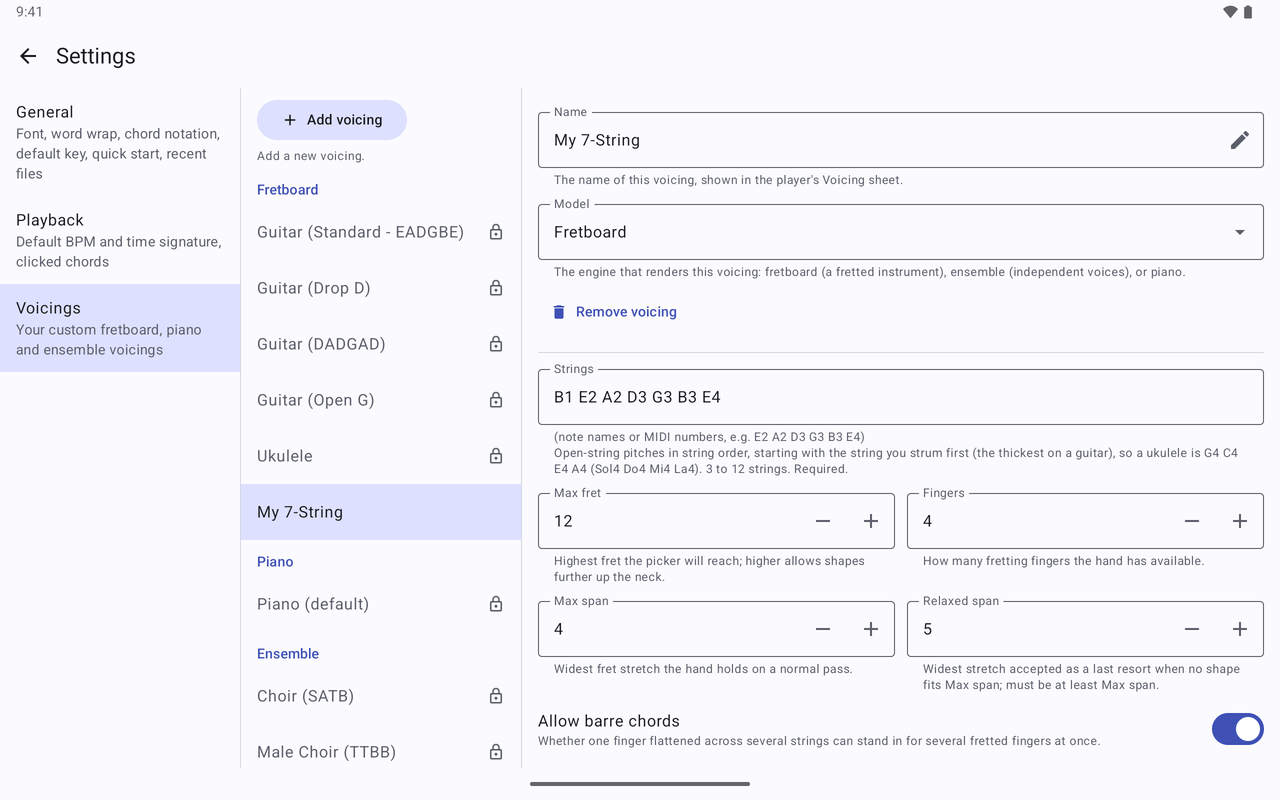 9:41
Settings
General
Font, word wrap, chord notation,
default key, quick start, recent
files
Playback
Default BPM and time signature,
clicked chords
Voicings
Your custom fretboard, piano
and ensemble voicings
Add voicing
Add a new voicing.
Fretboard
Guitar (Standard - EADGBE)
Guitar (Drop D)
Guitar (DADGAD)
Guitar (Open G)
Ukulele
My 7-String
Piano
Piano (default)
Ensemble
Choir (SATB)
Male Choir (TTBB)
Name
My 7-String
The name of this voicing, shown in the player's Voicing sheet.
Model
Fretboard
The engine that renders this voicing: fretboard (a fretted instrument), ensemble (independent voices), or piano.
Remove voicing
Strings
B1 E2 A2 D3 G3 B3 E4
(note names or MIDI numbers, e.g. E2 A2 D3 G3 B3 E4)
Open-string pitches in string order, starting with the string you strum first (the thickest on a guitar), so a ukulele is G4 C4
E4 A4 (Sol4 Do4 Mi4 La4). 3 to 12 strings. Required.
Max fret
12
Highest fret the picker will reach; higher allows shapes
further up the neck.
Fingers
4
How many fretting fingers the hand has available.
Max span
4
Widest fret stretch the hand holds on a normal pass.
Relaxed span
5
Widest stretch accepted as a last resort when no shape
fits Max span; must be at least Max span.
Allow barre chords
Whether one finger flattened across several strings can stand in for several fretted fingers at once.